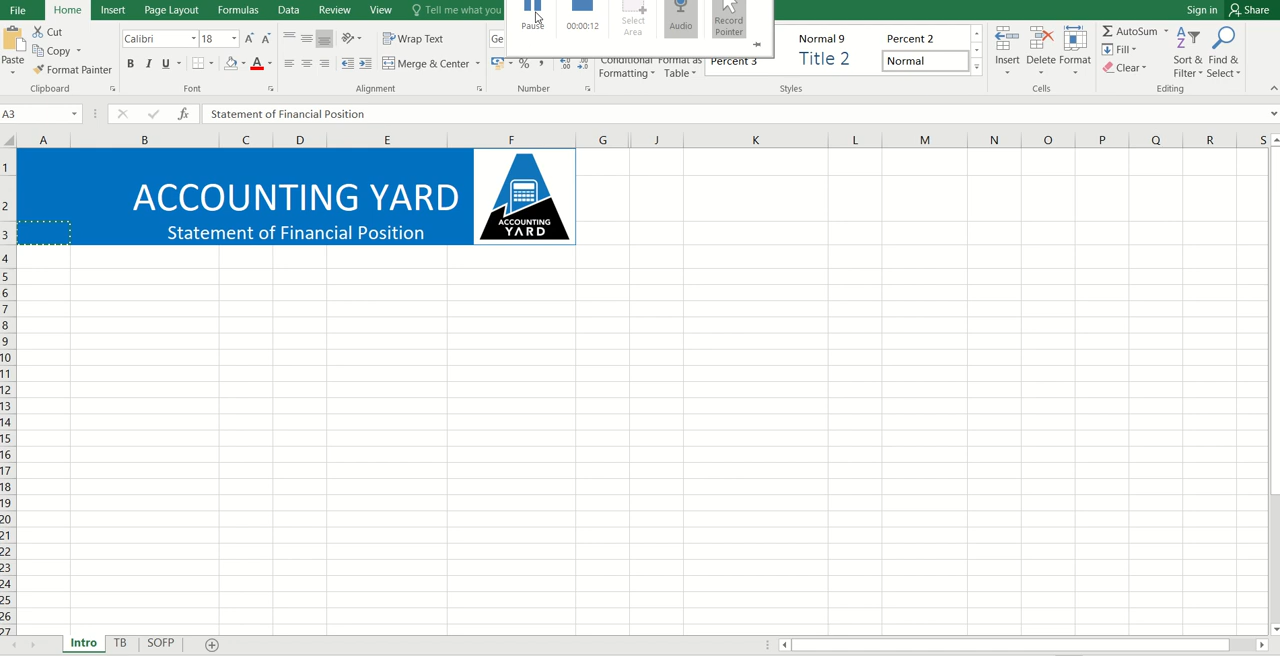 File Home Insert Page Layout Formulas Data Review View Tell me what you Sign in Share
Pause 00:00:12 Select Area Audio Record Pointer
Paste Cut Copy Format Painter Clipboard
Calibri 18 B I U Font
Wrap Text Merge & Center Alignment
Ge % Number
Conditional Formatting Format as Table Normal 9 Percent 2 Percent 3 Title 2 Normal Styles
Insert Delete Format Cells
AutoSum Fill Clear Sort & Filter Find & Select Editing
A3 fx Statement of Financial Position
A B C D E F G J K L M N O P Q R S
1
2 ACCOUNTING YARD
3 Statement of Financial Position
ACCOUNTING
YARD
4
5
6
7
8
9
10
11
12
13
14
15
16
17
18
19
20
21
22
23
24
25
26
27
Intro TB SOFP